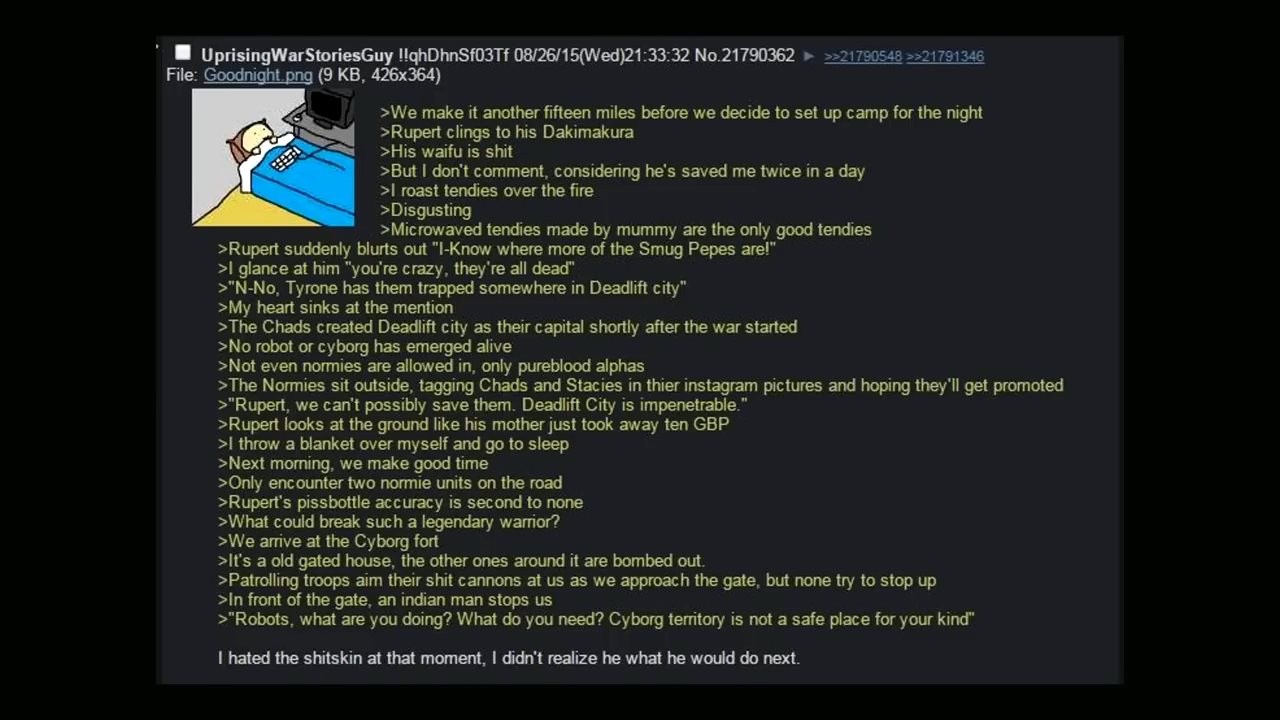 UprisingWarStoriesGuy !!qhDhnSf03Tf 08/26/15(Wed)21:33:32 No.21790362 ▶ >>21790548 >>21791346
File: Goodnight.png (9 KB, 426x364)
>We make it another fifteen miles before we decide to set up camp for the night
>Rupert clings to his Dakimakura
>His waifu is shit
>But I don't comment, considering he's saved me twice in a day
>I roast tendies over the fire
>Disgusting
>Microwaved tendies made by mummy are the only good tendies
>Rupert suddenly blurts out "I-Know where more of the Smug Pepes are!"
>I glance at him "you're crazy, they're all dead"
>"N-No, Tyrone has them trapped somewhere in Deadlift city"
>My heart sinks at the mention
>The Chads created Deadlift city as their capital shortly after the war started
>No robot or cyborg has emerged alive
>Not even normies are allowed in, only pureblood alphas
>The Normies sit outside, tagging Chads and Stacies in thier instagram pictures and hoping they'll get promoted
>"Rupert, we can't possibly save them. Deadlift City is impenetrable."
>Rupert looks at the ground like his mother just took away ten GBP
>I throw a blanket over myself and go to sleep
>Next morning, we make good time
>Only encounter two normie units on the road
>Rupert's pissbottle accuracy is second to none
>What could break such a legendary warrior?
>We arrive at the Cyborg fort
>It's a old gated house, the other ones around it are bombed out.
>Patrolling troops aim their shit cannons at us as we approach the gate, but none try to stop up
>In front of the gate, an indian man stops us
>"Robots, what are you doing? What do you need? Cyborg territory is not a safe place for your kind"
I hated the shitskin at that moment, I didn't realize he what he would do next.